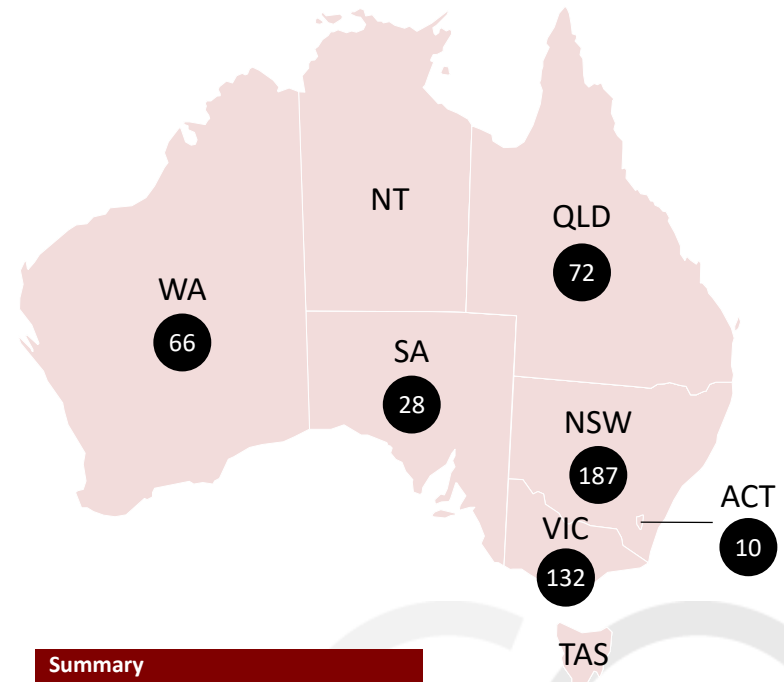 NT
QLD
72
WA
66
SA
28
NSW
187
ACT
10
VIC
132
TAS
Summary